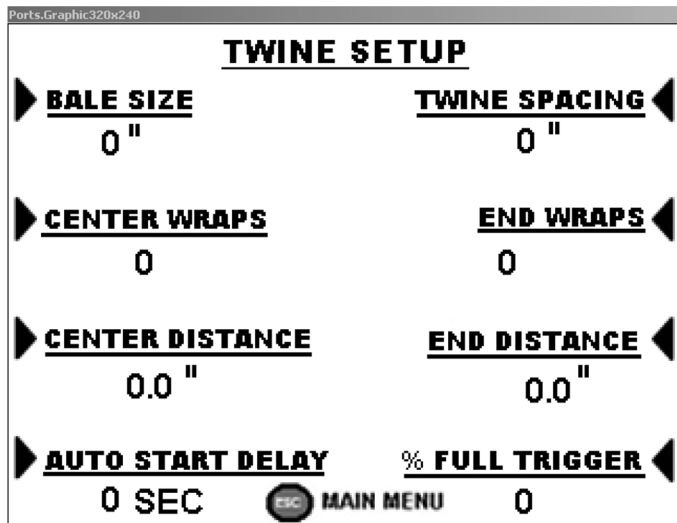 Ports.Graphic320x240
TWINE SETUP
BALE SIZE TWINE SPACING
0 " 0 "
CENTER WRAPS END WRAPS
0 0
CENTER DISTANCE END DISTANCE
0.0 " 0.0 "
AUTO START DELAY % FULL TRIGGER
0 SEC ESC MAIN MENU 0